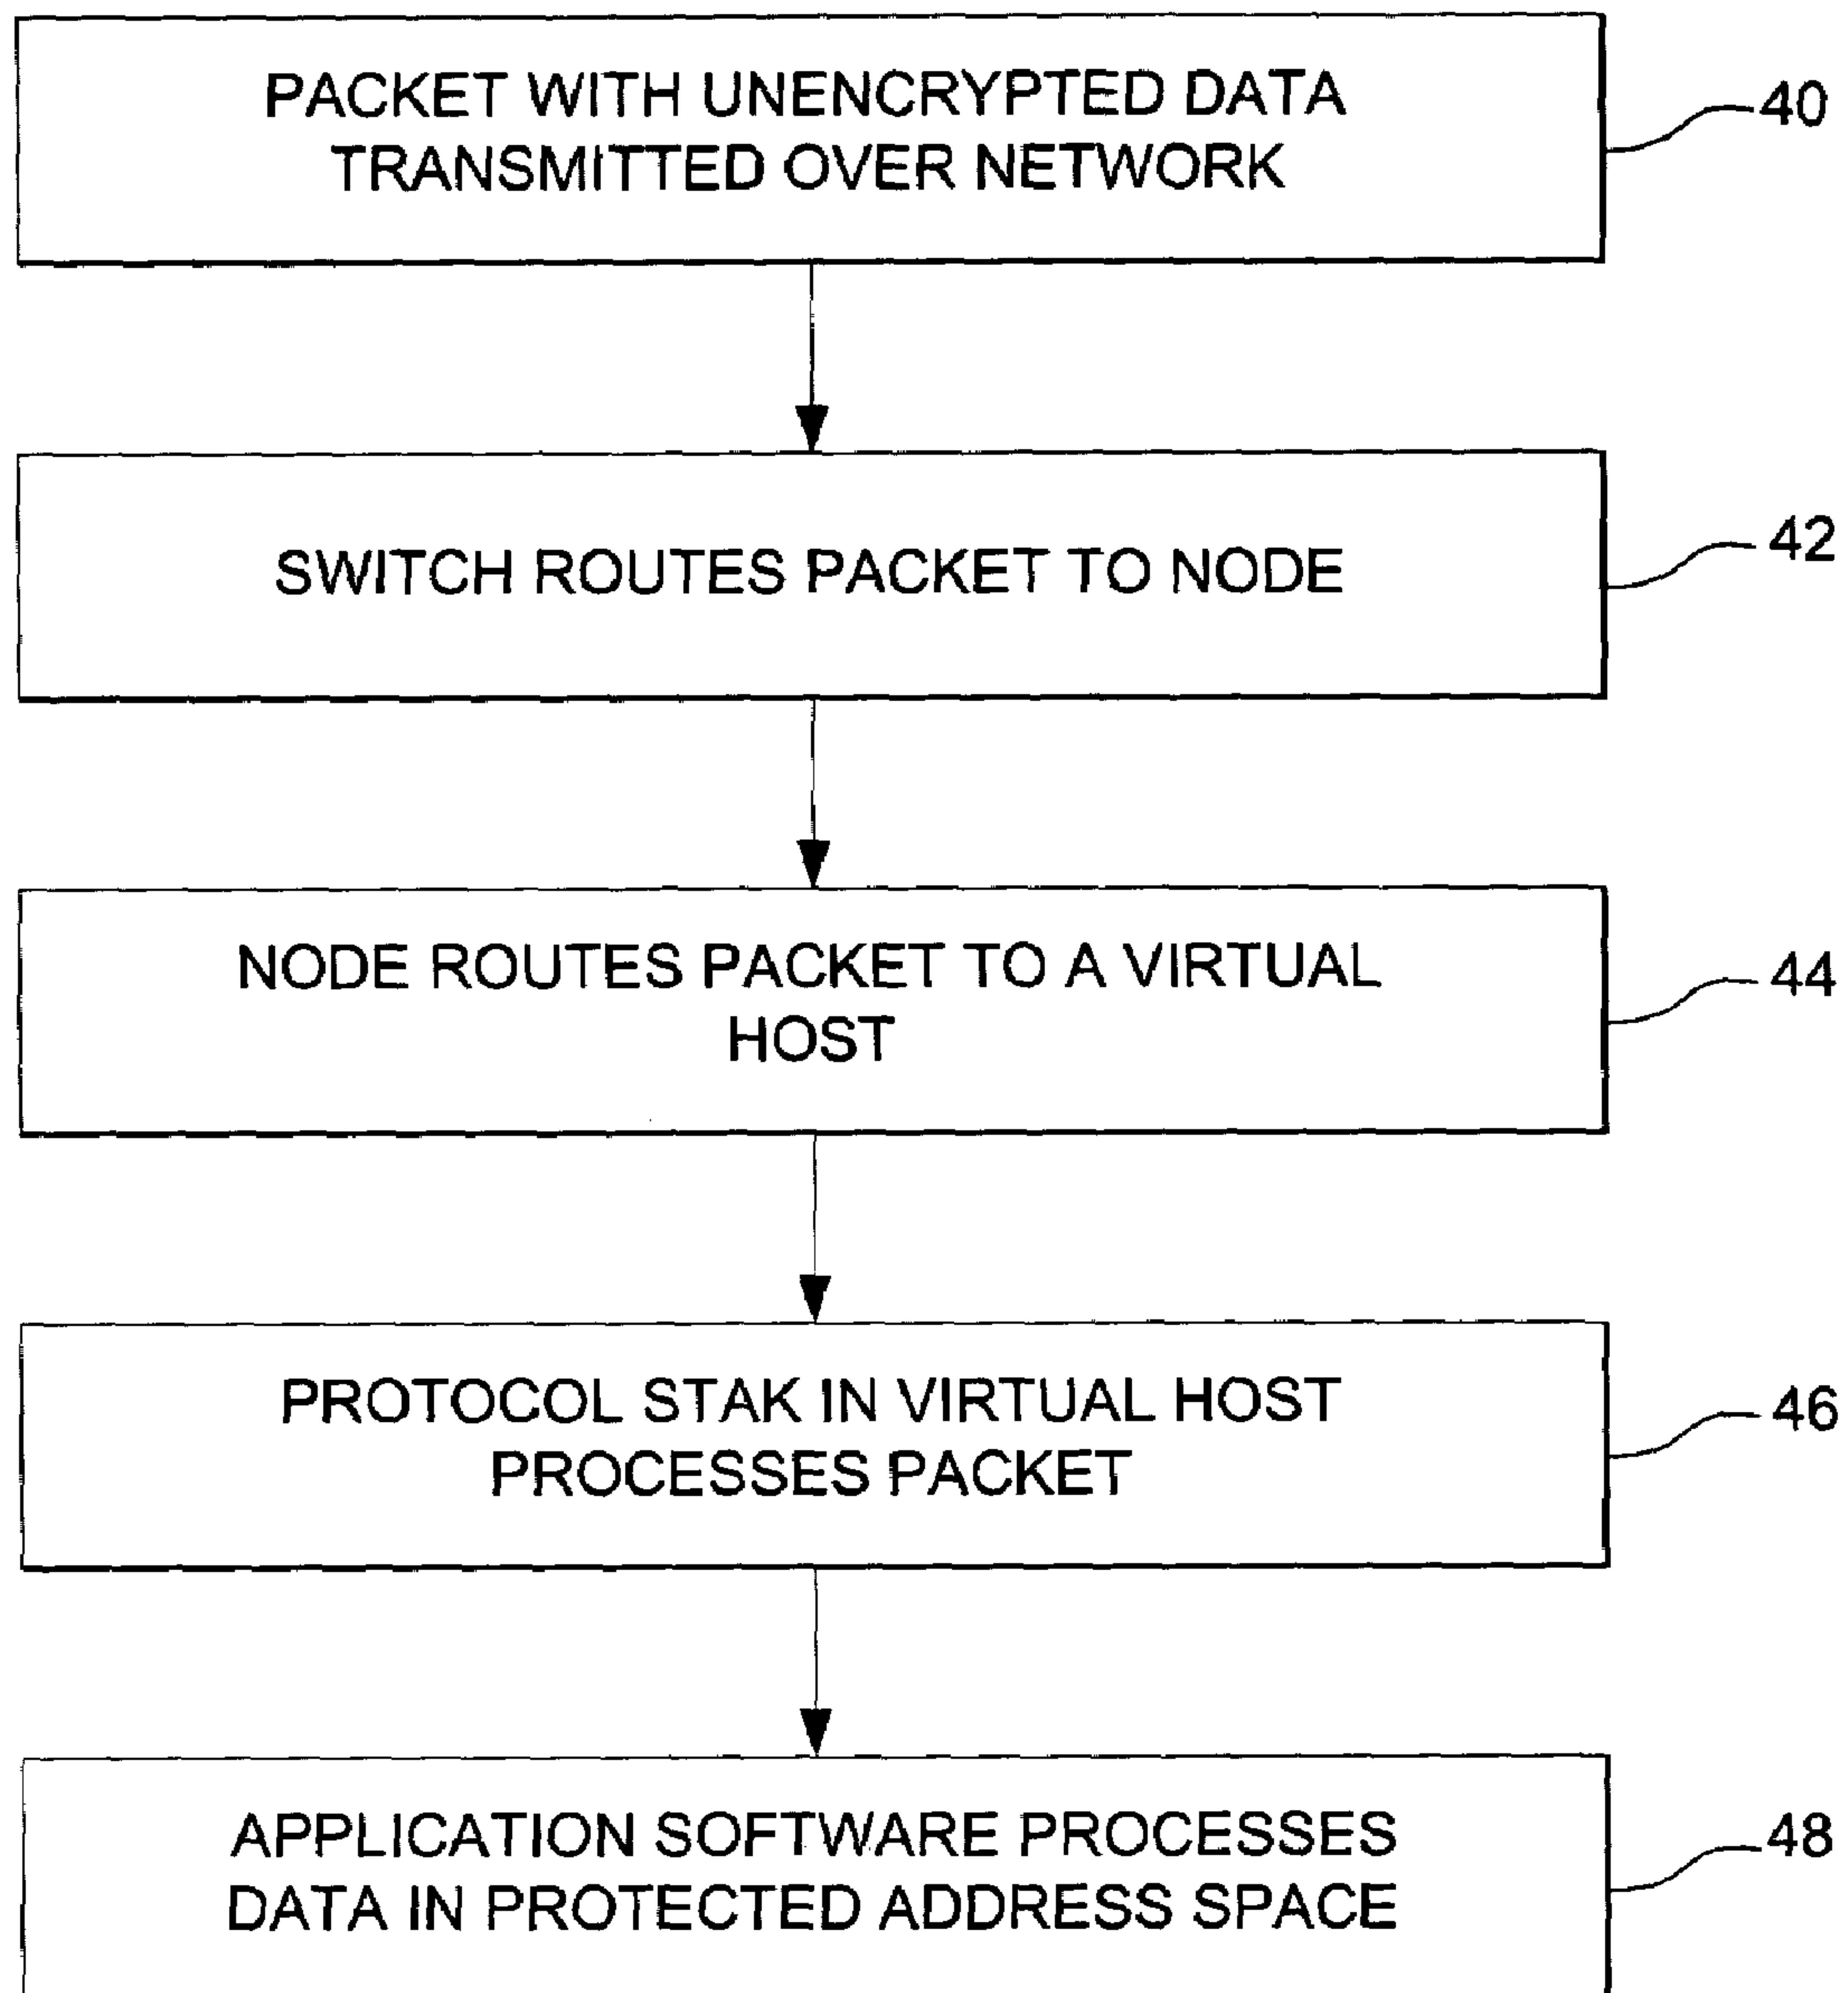 PACKET WITH UNENCRYPTED DATA
TRANSMITTED OVER NETWORK
40
SWITCH ROUTES PACKET TO NODE
42
NODE ROUTES PACKET TO A VIRTUAL
HOST
44
PROTOCOL STAK IN VIRTUAL HOST
PROCESSES PACKET
46
APPLICATION SOFTWARE PROCESSES
DATA IN PROTECTED ADDRESS SPACE
48